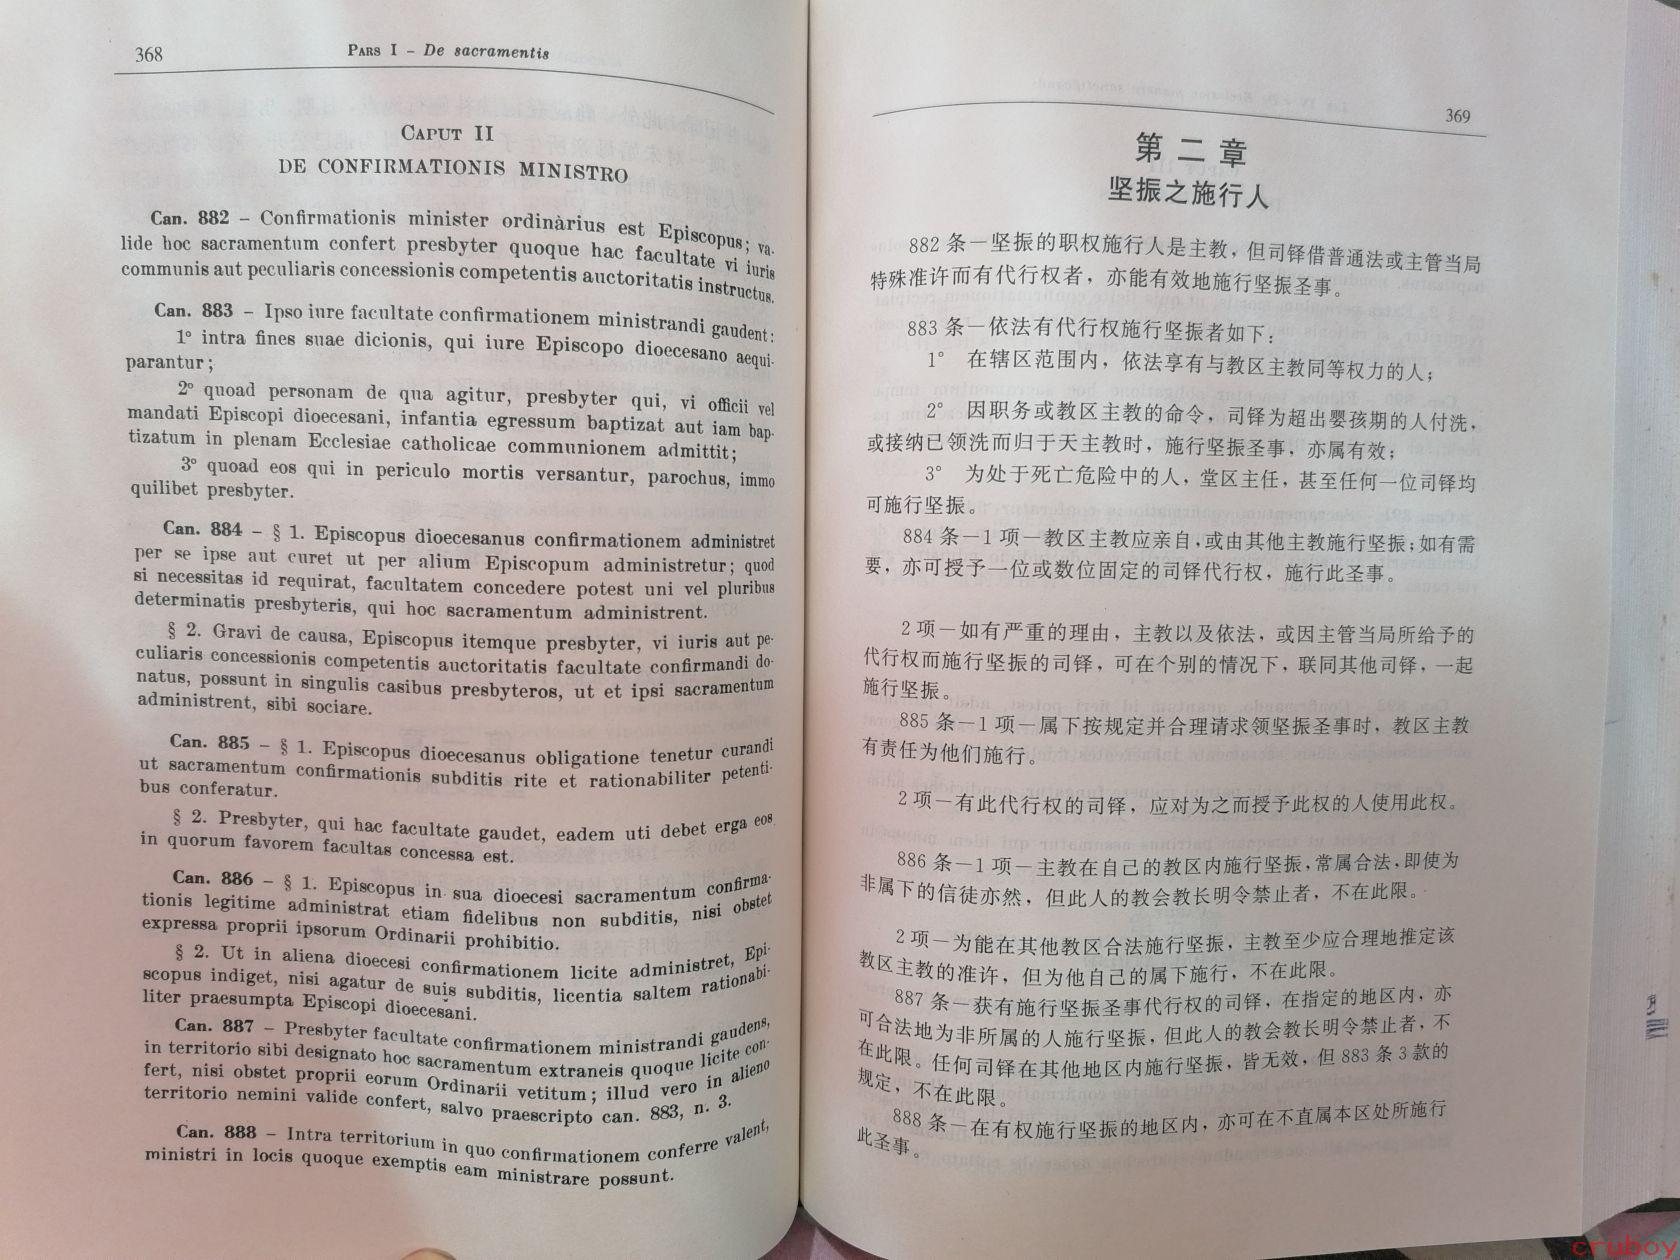 368
PARS I – De sacramentis
CAPUT II
DE CONFIRMATIONIS MINISTRO
Can. 882 – Confirmationis minister ordinàrius est Episcopus; va-
lide hoc sacramentum confert presbyter quoque hac facultate vi iuris
communis aut peculiaris concessionis competentis auctoritatis instructus.
Can. 883 – Ipso iure facultate confirmationem ministrandi gaudent:
1° intra fines suae dicionis, qui iure Episcopo dioecesano aequi-
parantur;
2° quoad personam de qua agitur, presbyter qui, vi officii vel
mandati Episcopi dioecesani, infantia egressum baptizat aut iam bap-
tizatum in plenam Ecclesiae catholicae communionem admittit;
3° quoad eos qui in periculo mortis versantur, parochus, immo
quilibet presbyter.
Can. 884 – § 1. Episcopus dioecesanus confirmationem administret
per se ipse aut curet ut per alium Episcopum administretur; quod
si necessitas id requirat, facultatem concedere potest uni vel pluribus
determinatis presbyteris, qui hoc sacramentum administrent.
§ 2. Gravi de causa, Episcopus itemque presbyter, vi iuris aut pe-
culiaris concessionis competentis auctoritatis facultate confirmandi do-
natus, possunt in singulis casibus presbyteros, ut et ipsi sacramentum
administrent, sibi sociare.
Can. 885 – § 1. Episcopus dioecesanus obligatione tenetur curandi
ut sacramentum confirmationis subditis rite et rationabiliter petenti-
bus conferatur.
§ 2. Presbyter, qui hac facultate gaudet, eadem uti debet erga eos
in quorum favorem facultas concessa est.
Can. 886 – § 1. Episcopus in sua dioecesi sacramentum confirma-
tionis legitime administrat etiam fidelibus non subditis, nisi obstet
expressa proprii ipsorum Ordinarii prohibitio.
§ 2. Ut in aliena dioecesi confirmationem licite administret, Epi-
scopus indiget, nisi agatur de suis subditis, licentia saltem rationabi-
liter praesumpta Episcopi dioecesani.
Can. 887 – Presbyter facultate confirmationem ministrandi gaudens,
in territorio sibi designato hoc sacramentum extraneis quoque licite con-
fert, nisi obstet proprii eorum Ordinarii vetitum; illud vero in alieno
territorio nemini valide confert, salvo praescripto can. 883, n. 3.
Can. 888 – Intra territorium in quo confirmationem conferre valent,
ministri in locis quoque exemptis eam ministrare possunt.
369
第二章
坚振之施行人
882 条－坚振的职权施行人是主教，但司铎借普通法或主管当局
特殊准许而有代行权者，亦能有效地施行坚振圣事。
883 条－依法有代行权施行坚振者如下：
1° 在辖区范围内，依法享有与教区主教同等权力的人；
2° 因职务或教区主教的命令，司铎为超出婴孩期的人付洗，
或接纳已领洗而归于天主教时，施行坚振圣事，亦属有效；
3° 为处于死亡危险中的人，堂区主任，甚至任何一位司铎均
可施行坚振。
884 条－1 项－教区主教应亲自，或由其他主教施行坚振；如有需
要，亦可授予一位或数位固定的司铎代行权，施行此圣事。
2 项－如有严重的理由，主教以及依法，或因主管当局所给予的
代行权而施行坚振的司铎，可在个别的情况下，联同其他司铎，一起
施行坚振。
885 条－1 项－属下按规定并合理请求领坚振圣事时，教区主教
有责任为他们施行。
2 项－有此代行权的司铎，应对为之而授予此权的人使用此权。
886 条－1 项－主教在自己的教区内施行坚振，常属合法，即使为
非属下的信徒亦然，但此人的教会教长明令禁止者，不在此限。
2 项－为能在其他教区合法施行坚振，主教至少应合理地推定该
教区主教的准许，但为他自己的属下施行，不在此限。
887 条－获有施行坚振圣事代行权的司铎，在指定的地区内，亦
可合法地为非所属的人施行坚振，但此人的教会教长明令禁止者，不
在此限。任何司铎在其他地区内施行坚振，皆无效，但 883 条 3 款的
规定，不在此限。
888 条－在有权施行坚振的地区内，亦可在不直属本区处所施行
此圣事。
cruboy